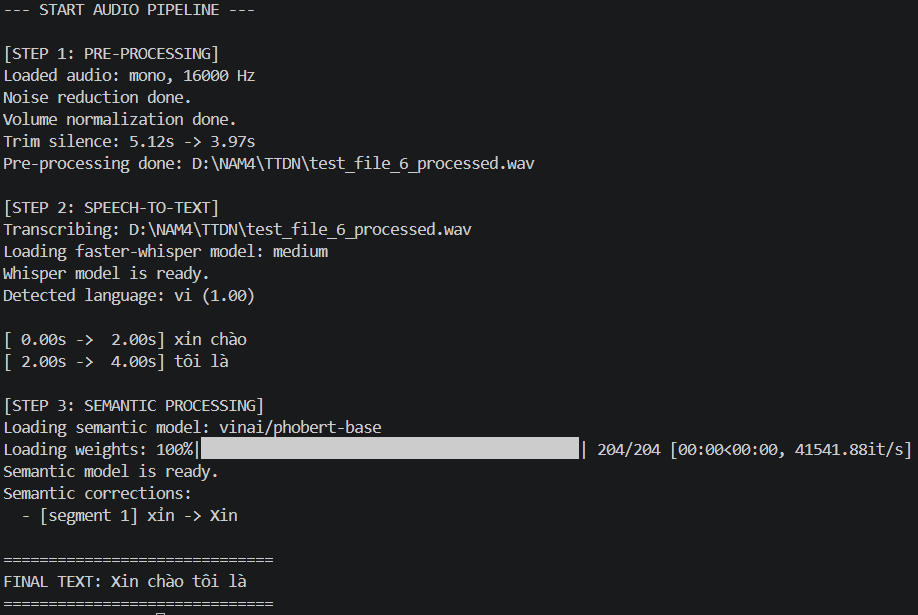 --- START AUDIO PIPELINE ---
[STEP 1: PRE-PROCESSING]
Loaded audio: mono, 16000 Hz
Noise reduction done.
Volume normalization done.
Trim silence: 5.12s -> 3.97s
Pre-processing done: D:\NAM4\TTDN\test_file_6_processed.wav
[STEP 2: SPEECH-TO-TEXT]
Transcribing: D:\NAM4\TTDN\test_file_6_processed.wav
Loading faster-whisper model: medium
Whisper model is ready.
Detected language: vi (1.00)
[ 0.00s ->  2.00s] xỉn chào
[ 2.00s ->  4.00s] tôi là
[STEP 3: SEMANTIC PROCESSING]
Loading semantic model: vinai/phobert-base
Loading weights: 100%|██████████| 204/204 [00:00<00:00, 41541.88it/s]
Semantic model is ready.
Semantic corrections:
  - [segment 1] xỉn -> Xin
==============================
FINAL TEXT: Xin chào tôi là
==============================